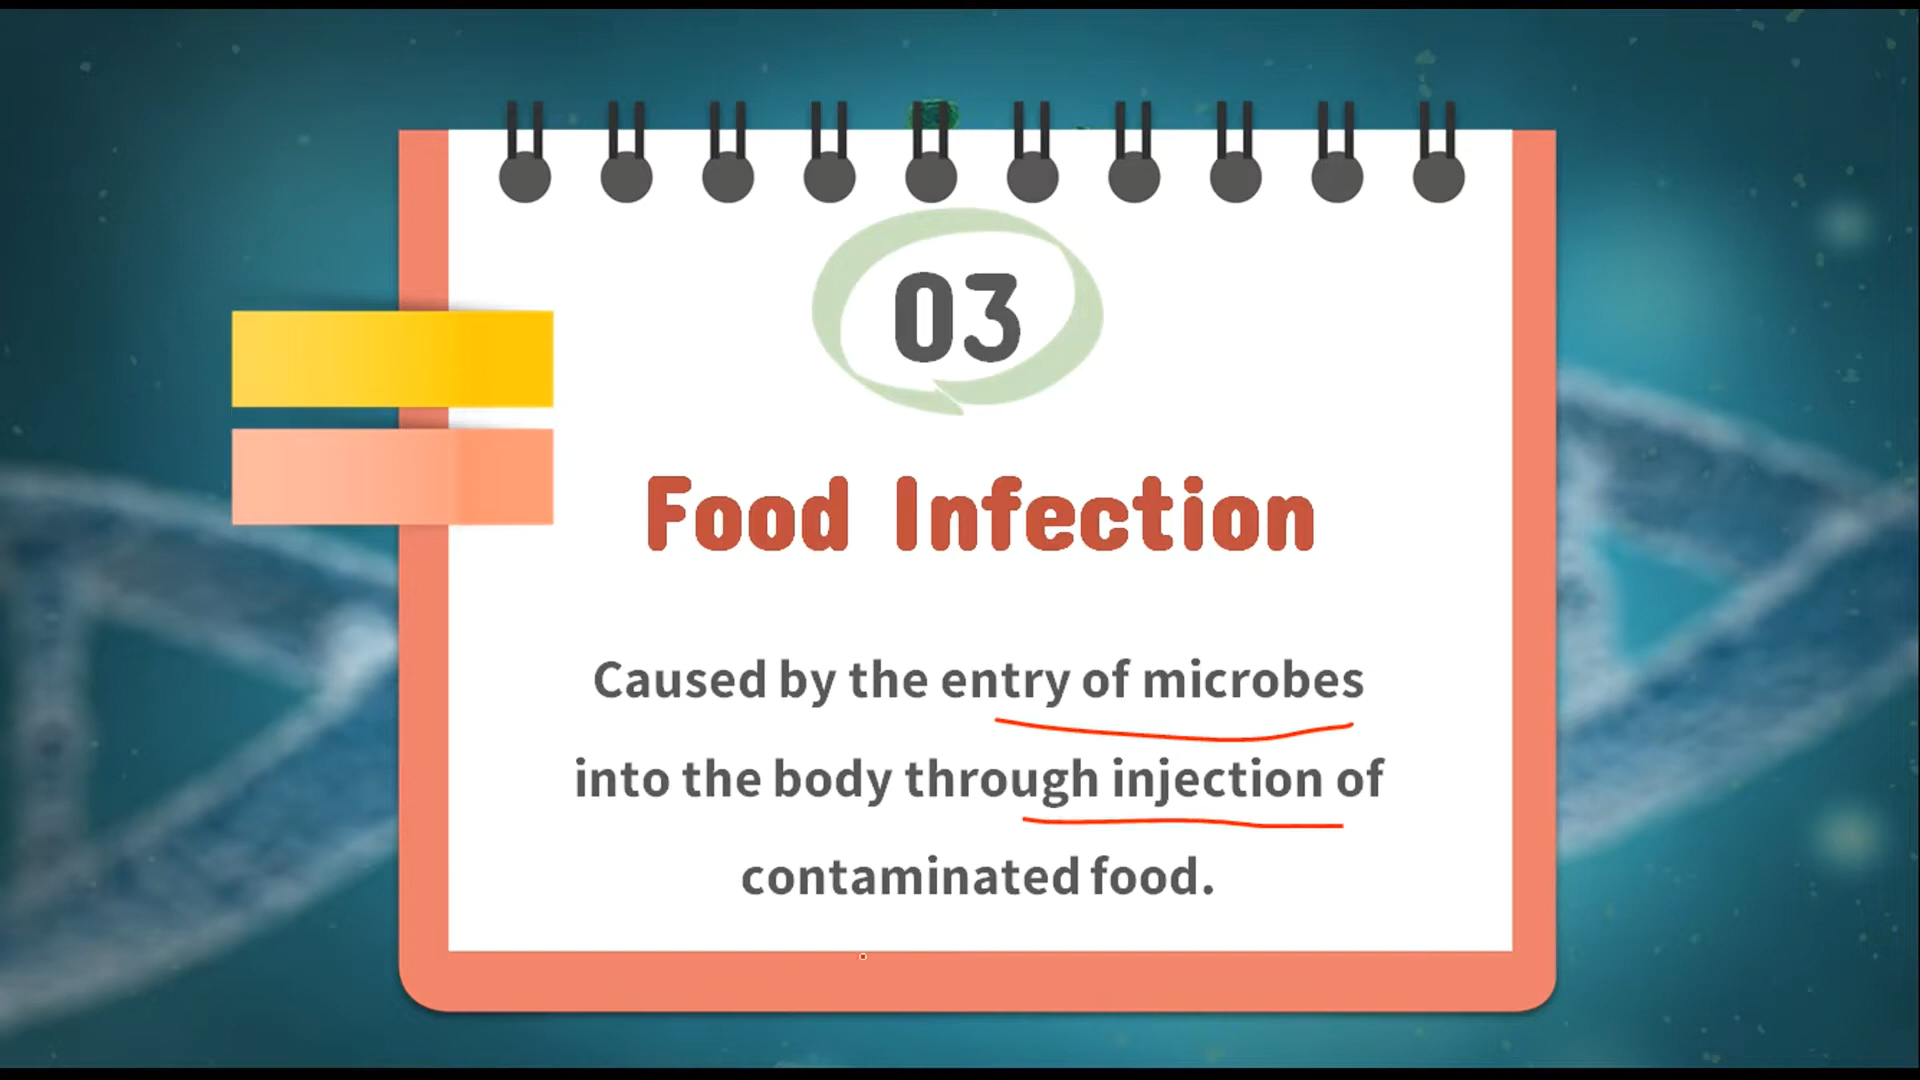 03
Food Infection
Caused by the entry of microbes
into the body through injection of
contaminated food.